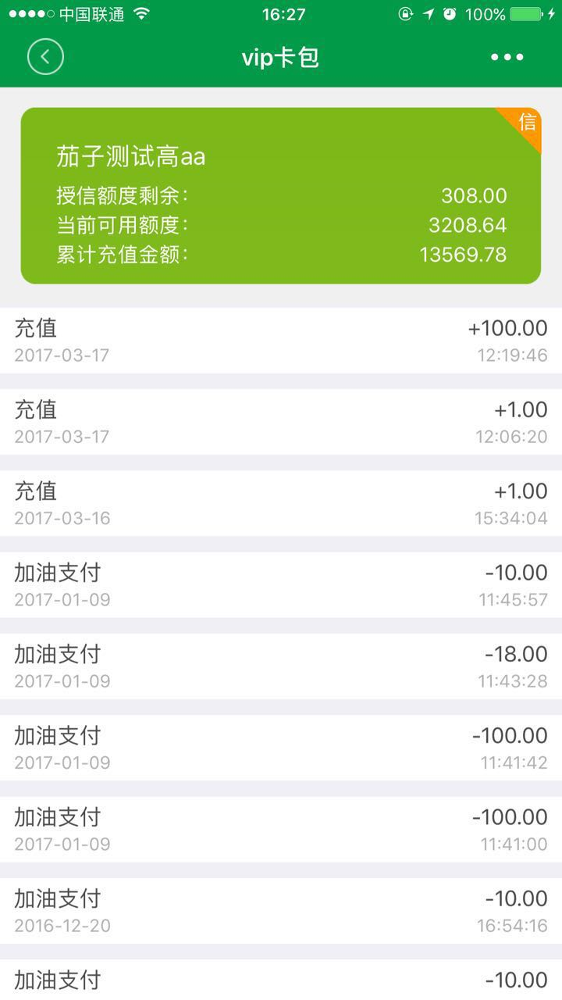 中国联通 16:27 100%
vip卡包
信
茄子测试高aa
授信额度剩余： 308.00
当前可用额度： 3208.64
累计充值金额： 13569.78
充值 +100.00
2017-03-17 12:19:46
充值 +1.00
2017-03-17 12:06:20
充值 +1.00
2017-03-16 15:34:04
加油支付 -10.00
2017-01-09 11:45:57
加油支付 -18.00
2017-01-09 11:43:28
加油支付 -100.00
2017-01-09 11:41:42
加油支付 -100.00
2017-01-09 11:41:00
加油支付 -10.00
2016-12-20 16:54:16
加油支付 -10.00